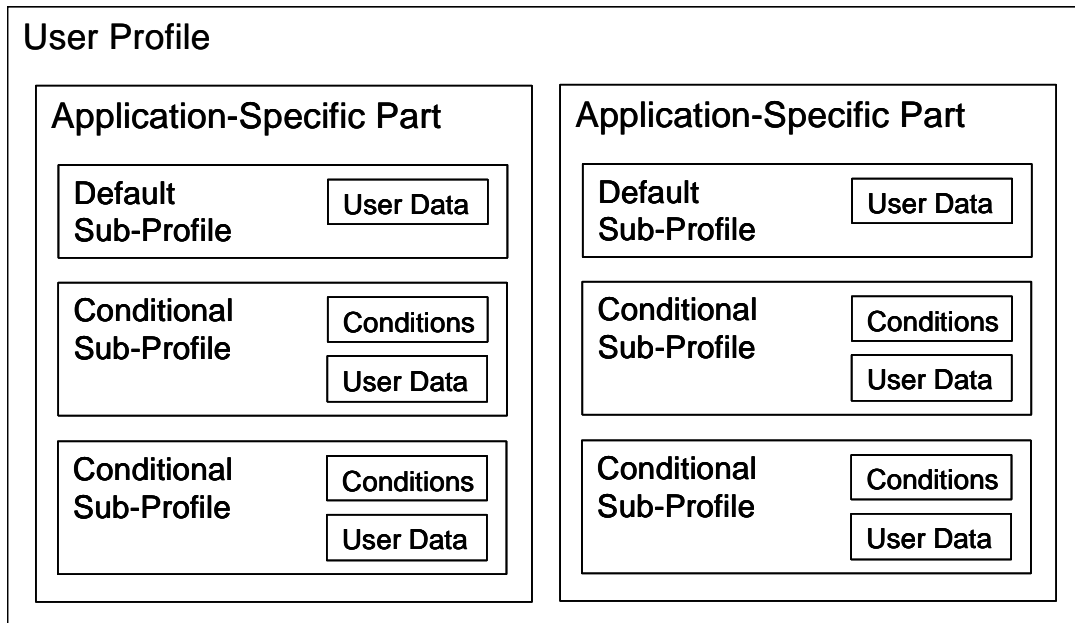 User Profile
Application-Specific Part
Default
Sub-Profile
User Data
Conditional
Sub-Profile
Conditions
User Data
Conditional
Sub-Profile
Conditions
User Data
Application-Specific Part
Default
Sub-Profile
User Data
Conditional
Sub-Profile
Conditions
User Data
Conditional
Sub-Profile
Conditions
User Data